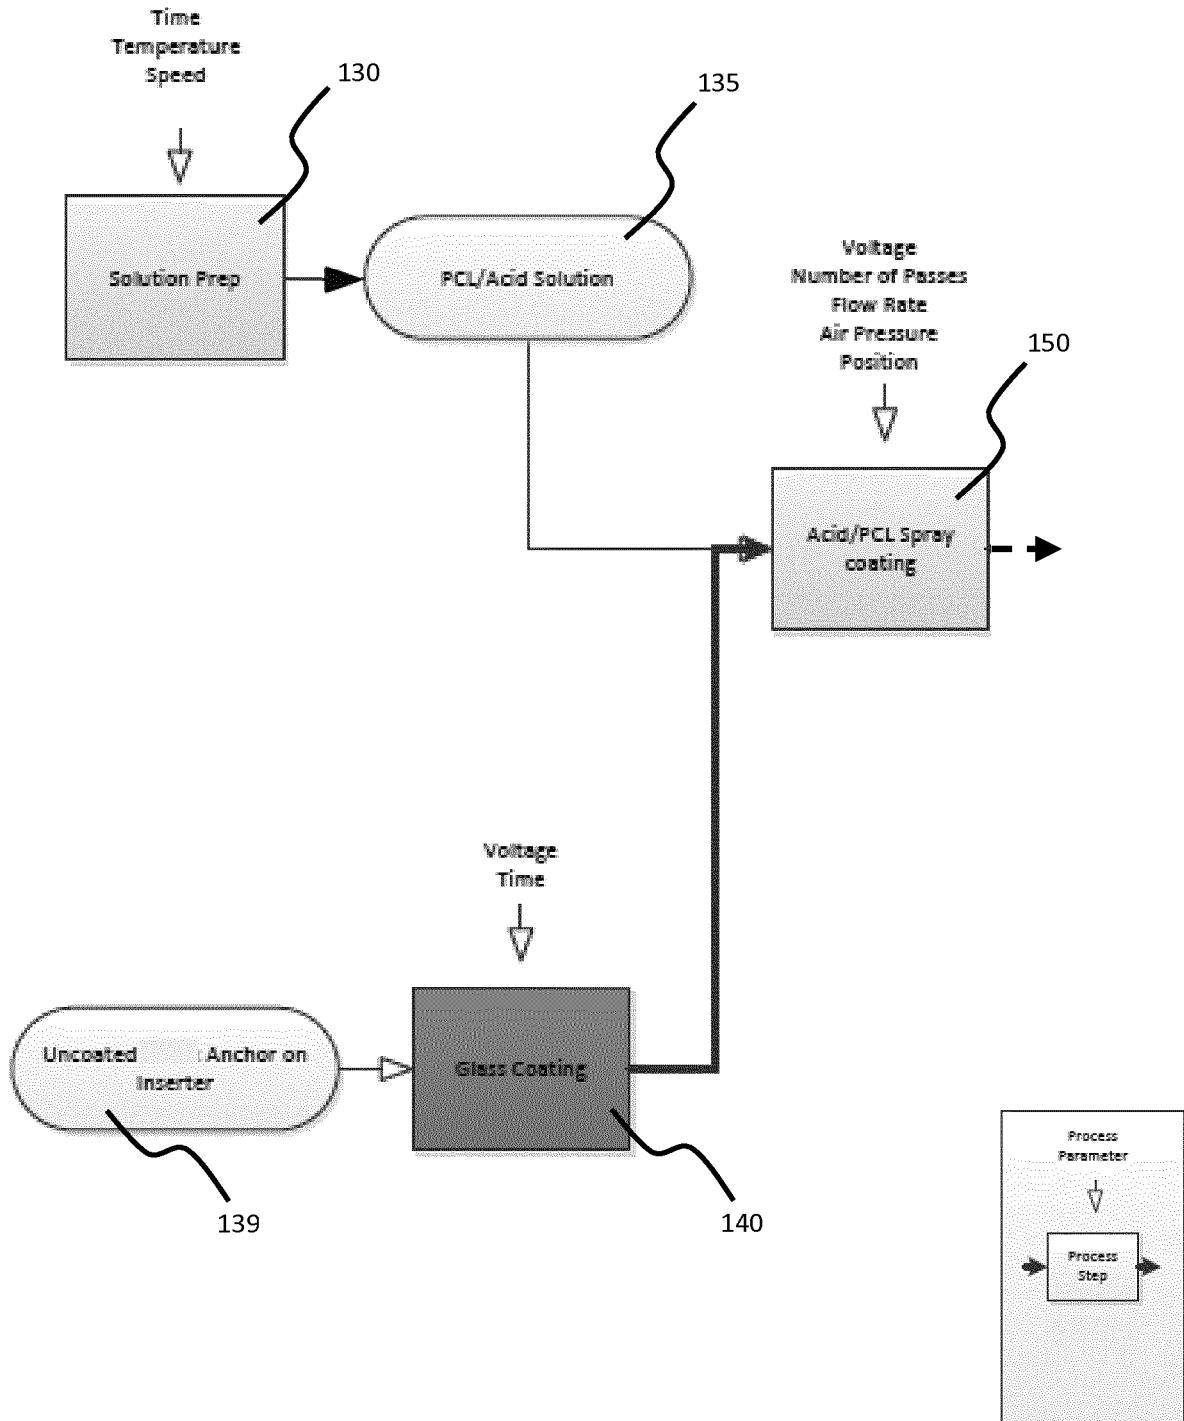 Time
Temperature
Speed
130
135
Solution Prep
PCL/Acid Solution
Voltage
Number of Passes
Flow Rate
Air Pressure
Position
150
Acid/PCL Spray
coating
Voltage
Time
Uncoated : Anchor on
Inserter
Glass Coating
139
140
Process
Parameter
Process
Step